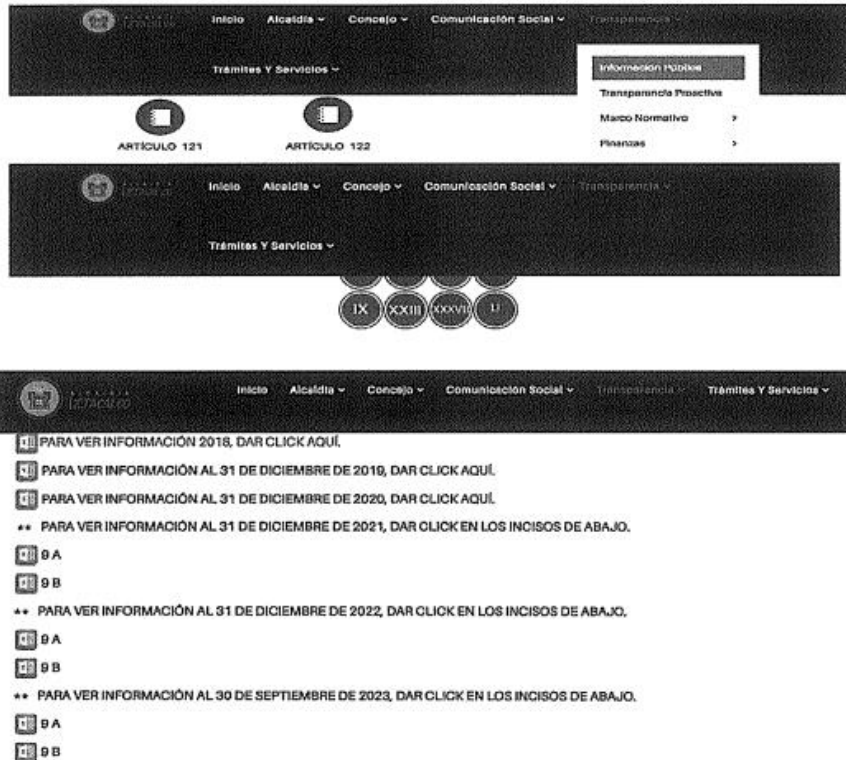 Inicio Alcaldía Concejo Comunicación Social Transparencia
Trámites Y Servicios
Información Pública
Transparencia Proactiva
Marco Normativo
Finanzas
ARTÍCULO 121 ARTÍCULO 122
Inicio Alcaldía Concejo Comunicación Social Transparencia
Trámites Y Servicios
IX XXIII XXXVII LI
IZTACALCO Inicio Alcaldía Concejo Comunicación Social Transparencia Trámites Y Servicios
PARA VER INFORMACIÓN 2018, DAR CLICK AQUÍ.
PARA VER INFORMACIÓN AL 31 DE DICIEMBRE DE 2019, DAR CLICK AQUÍ.
PARA VER INFORMACIÓN AL 31 DE DICIEMBRE DE 2020, DAR CLICK AQUÍ.
** PARA VER INFORMACIÓN AL 31 DE DICIEMBRE DE 2021, DAR CLICK EN LOS INCISOS DE ABAJO.
9 A
9 B
** PARA VER INFORMACIÓN AL 31 DE DICIEMBRE DE 2022, DAR CLICK EN LOS INCISOS DE ABAJO.
9 A
9 B
** PARA VER INFORMACIÓN AL 30 DE SEPTIEMBRE DE 2023, DAR CLICK EN LOS INCISOS DE ABAJO.
9 A
9 B